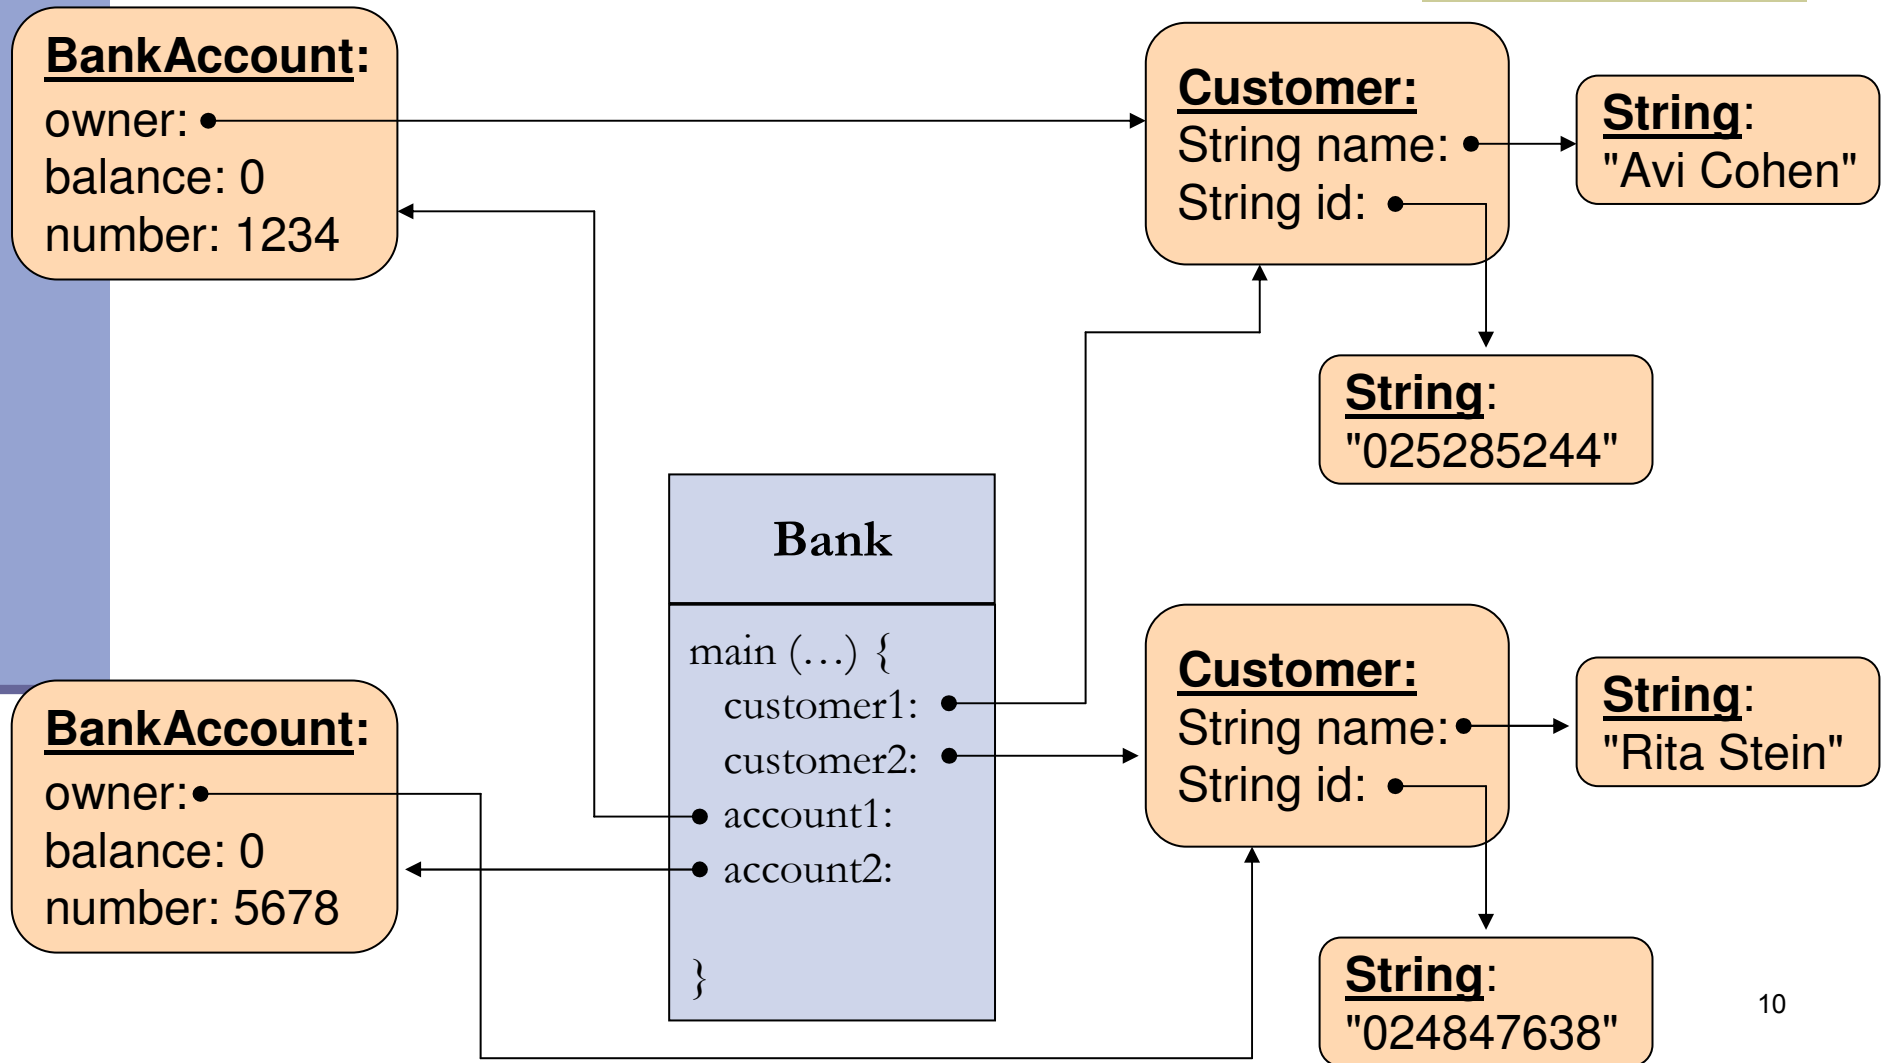 BankAccount:
owner:
balance: 0
number: 1234
Customer:
String name:
String id:
String:
"Avi Cohen"
String:
"025285244"
Bank
main (…) {
customer1:
customer2:
account1:
account2:
}
BankAccount:
owner:
balance: 0
number: 5678
Customer:
String name:
String id:
String:
"Rita Stein"
String:
"024847638"
10